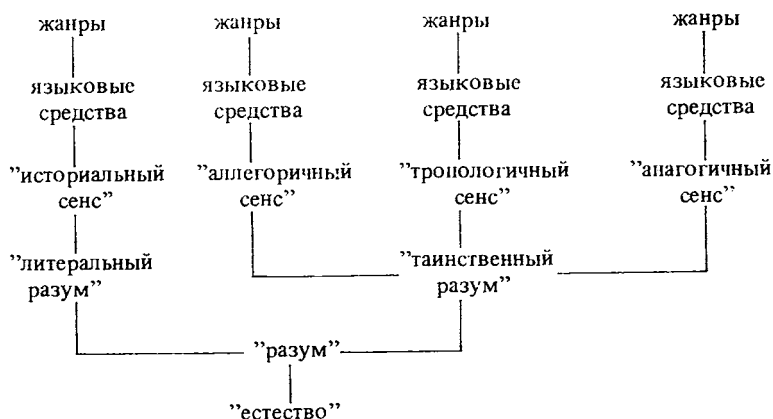 жанры жанры жанры жанры
языковые языковые языковые языковые
средства средства средства средства
”историальный ”аллегоричный ”тропологичный ”анагогичный
сенс” сенс” сенс” сенс”
”литеральный ”таинственный
разум” разум”
”разум”
”естество”